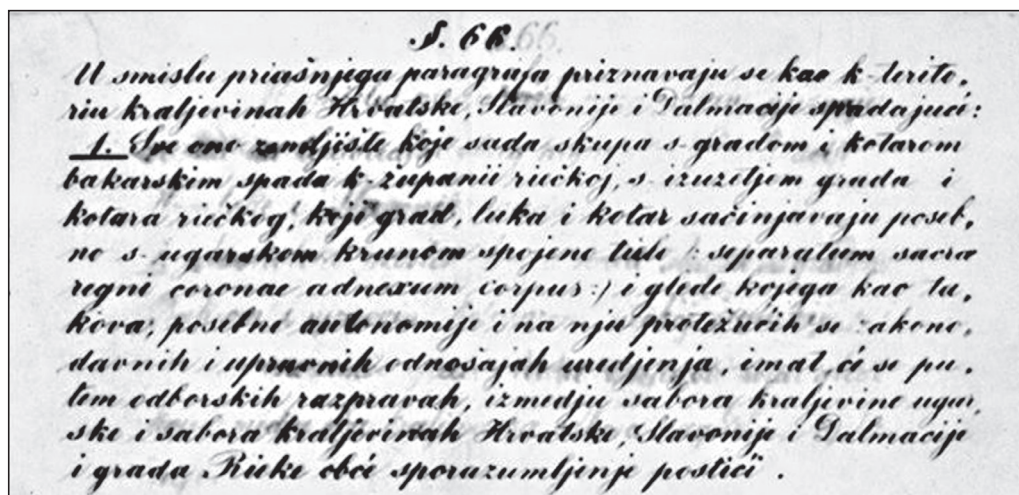 §. 66.
U smislu priašnjega paragrafa priznavaju se kao k terito,
riu kraljevinah Hrvatske, Slavonije i Dalmacije spadajući:
1. Sve ono zemljište koje sada skupa s gradom i kotarom
bakarskim spada k županii riečkoj, s izuzetjem grada i
kotara riečkog, koji grad, luka i kotar sačinjavaju poseb,
no s ugarskom krunom spojeno tielo /: separatum sacra
regni coronae adnexum corpus :/ i glede kojega kao ta,
kova, posebne autonomije i na nju protežućih se zakono,
davnih i upravnih odnošajah uredjenja, imat će se pu,
tem odborskih razpravah, izmedju sabora kraljevine ugar,
ske i sabora kraljevinah Hrvatske, Slavonije i Dalmacije
i grada Rieke obće sporazumljenje postići.